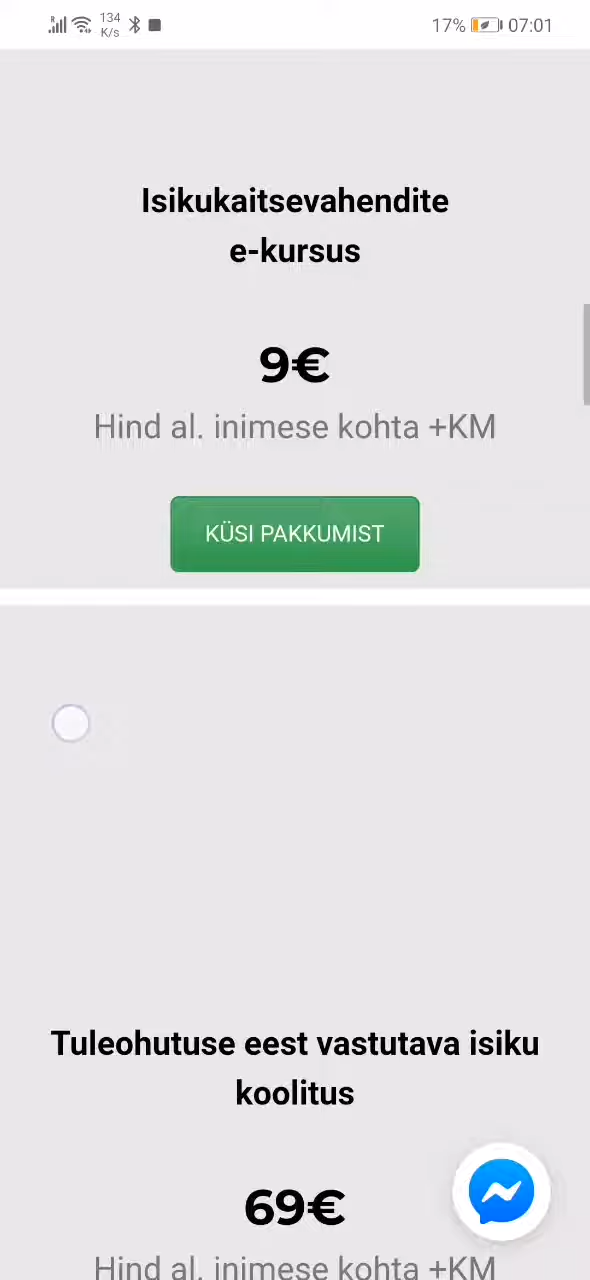 134
K/s
17%
07:01
Isikukaitsevahendite
e-kursus
9€
Hind al. inimese kohta +KM
KÜSI PAKKUMIST
Tuleohutuse eest vastutava isiku
koolitus
69€
Hind al. inimese kohta +KM